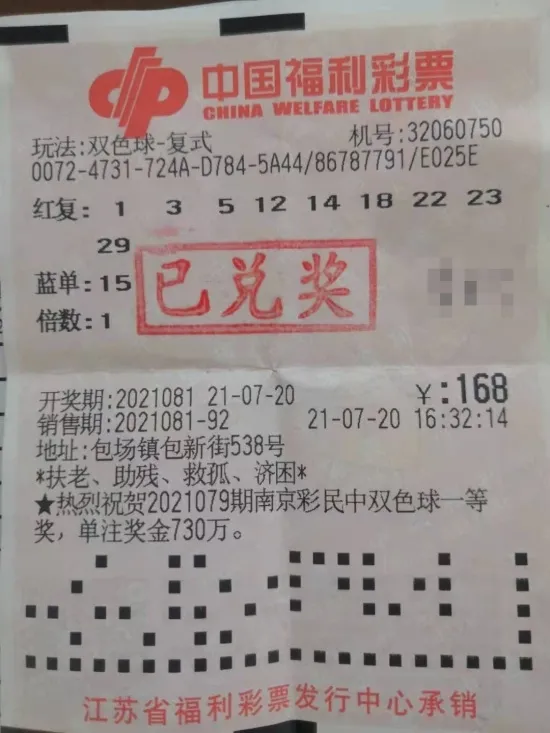 中国福利彩票
CHINA WELFARE LOTTERY
玩法:双色球-复式 机号:32060750
0072-4731-724A-D784-5A44/86787791/E025E
红复: 1 3 5 12 14 18 22 23
29
蓝单:15
已兑奖
倍数:1
开奖期:2021081 21-07-20 ¥:168
销售期:2021081-92 21-07-20 16:32:14
地址:包场镇包新街538号
*扶老、助残、救孤、济困*
★热烈祝贺2021079期南京彩民中双色球一等
奖，单注奖金730万。
江苏省福利彩票发行中心承销